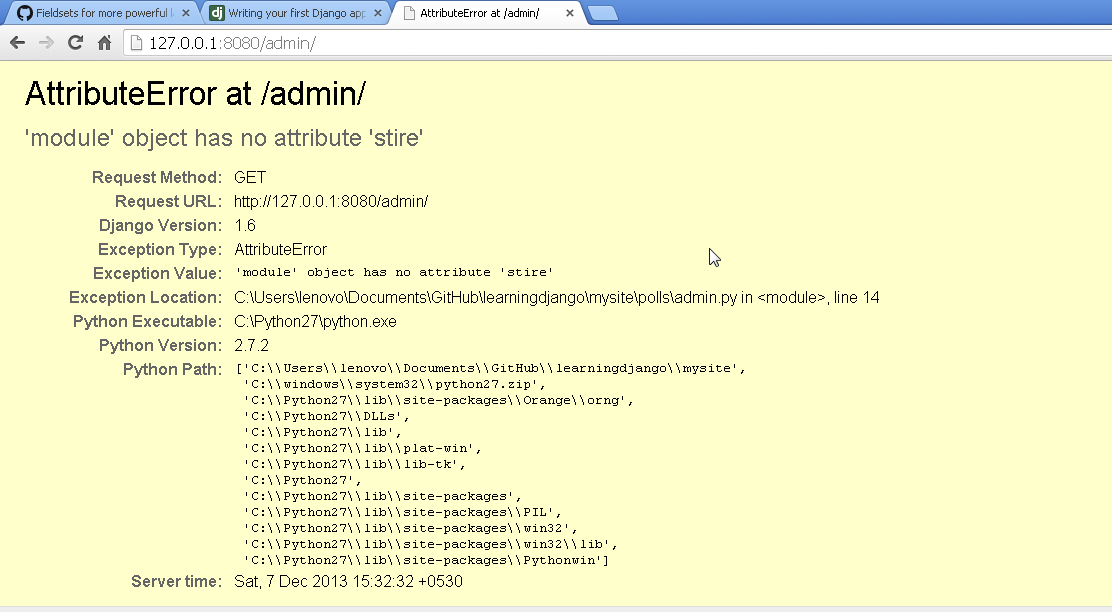 Fieldsets for more powerful
Writing your first Django app
AttributeError at /admin/
127.0.0.1:8080/admin/
AttributeError at /admin/
'module' object has no attribute 'stire'
Request Method: GET
Request URL: http://127.0.0.1:8080/admin/
Django Version: 1.6
Exception Type: AttributeError
Exception Value: 'module' object has no attribute 'stire'
Exception Location: C:\Users\lenovo\Documents\GitHub\learningdjango\mysite\polls\admin.py in <module>, line 14
Python Executable: C:\Python27\python.exe
Python Version: 2.7.2
Python Path: ['C:\\Users\\lenovo\\Documents\\GitHub\\learningdjango\\mysite',
'C:\\windows\\system32\\python27.zip',
'C:\\Python27\\lib\\site-packages\\Orange\\orng',
'C:\\Python27\\DLLs',
'C:\\Python27\\lib',
'C:\\Python27\\lib\\plat-win',
'C:\\Python27\\lib\\lib-tk',
'C:\\Python27',
'C:\\Python27\\lib\\site-packages',
'C:\\Python27\\lib\\site-packages\\PIL',
'C:\\Python27\\lib\\site-packages\\win32',
'C:\\Python27\\lib\\site-packages\\win32\\lib',
'C:\\Python27\\lib\\site-packages\\Pythonwin']
Server time: Sat, 7 Dec 2013 15:32:32 +0530